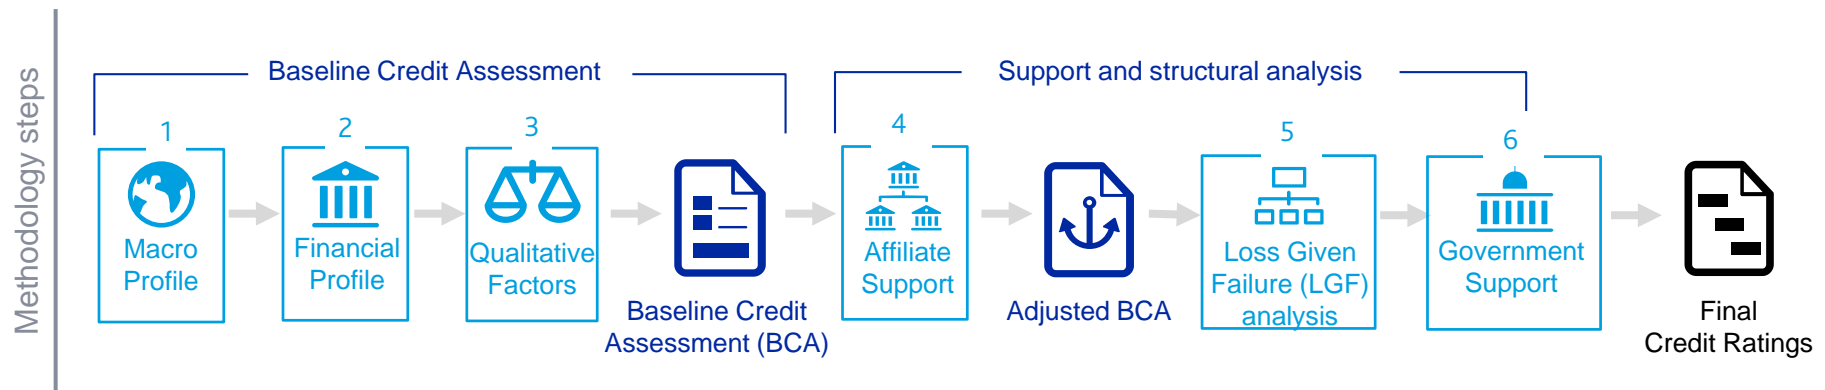 Methodology steps
Baseline Credit Assessment
Support and structural analysis
1
Macro
Profile
2
Financial
Profile
3
Qualitative
Factors
Baseline Credit
Assessment (BCA)
4
Affiliate
Support
Adjusted BCA
5
Loss Given
Failure (LGF)
analysis
6
Government
Support
Final
Credit Ratings